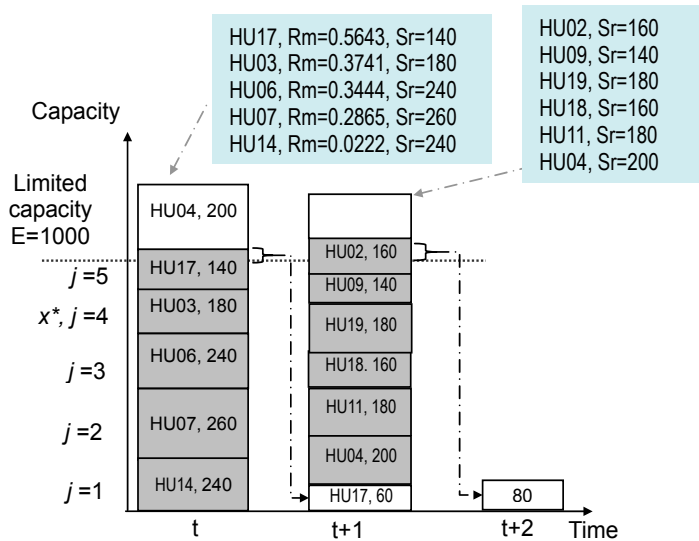 HU17, Rm=0.5643, Sr=140
HU03, Rm=0.3741, Sr=180
HU06, Rm=0.3444, Sr=240
HU07, Rm=0.2865, Sr=260
HU14, Rm=0.0222, Sr=240
HU02, Sr=160
HU09, Sr=140
HU19, Sr=180
HU18, Sr=160
HU11, Sr=180
HU04, Sr=200
Capacity
Limited
capacity
E=1000
j=5
x*, j=4
j=3
j=2
j=1
HU04, 200
HU17, 140
HU03, 180
HU06, 240
HU07, 260
HU14, 240
HU02, 160
HU09, 140
HU19, 180
HU18. 160
HU11, 180
HU04, 200
HU17, 60
80
t
t+1
t+2
Time